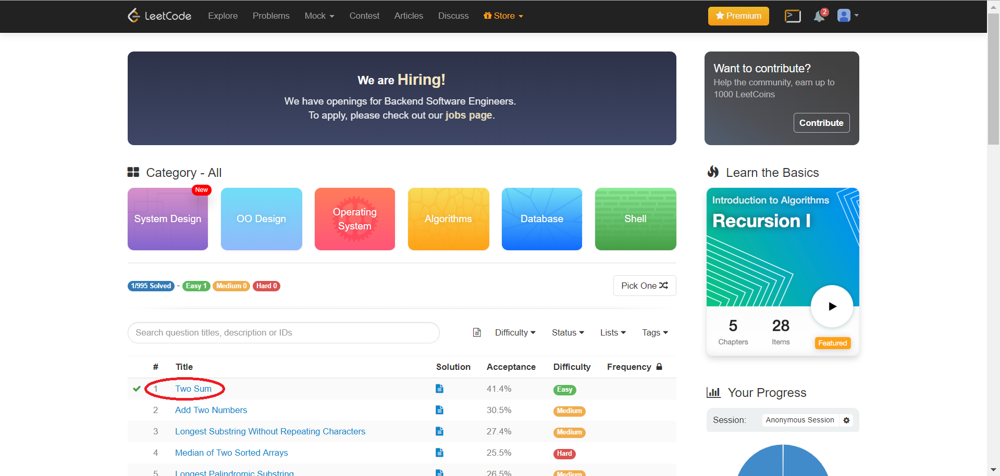 LeetCode Explore Problems Mock Contest Articles Discuss Store Premium 2
We are Hiring!
We have openings for Backend Software Engineers.
To apply, please check out our jobs page.
Want to contribute?
Help the community, earn up to
1000 LeetCoins
Contribute
Category - All
New
System Design
OO Design
Operating
System
Algorithms
Database
Shell
Learn the Basics
Introduction to Algorithms
Recursion I
5 28
Chapters Items Featured
1/995 Solved - Easy 1 Medium 0 Hard 0
Pick One
Search question titles, description or IDs
Difficulty Status Lists Tags
# Title Solution Acceptance Difficulty Frequency
1 Two Sum 41.4% Easy
2 Add Two Numbers 30.5% Medium
3 Longest Substring Without Repeating Characters 27.4% Medium
4 Median of Two Sorted Arrays 25.5% Hard
5 Longest Palindromic Substring 26.5% Medium
Your Progress
Session: Anonymous Session